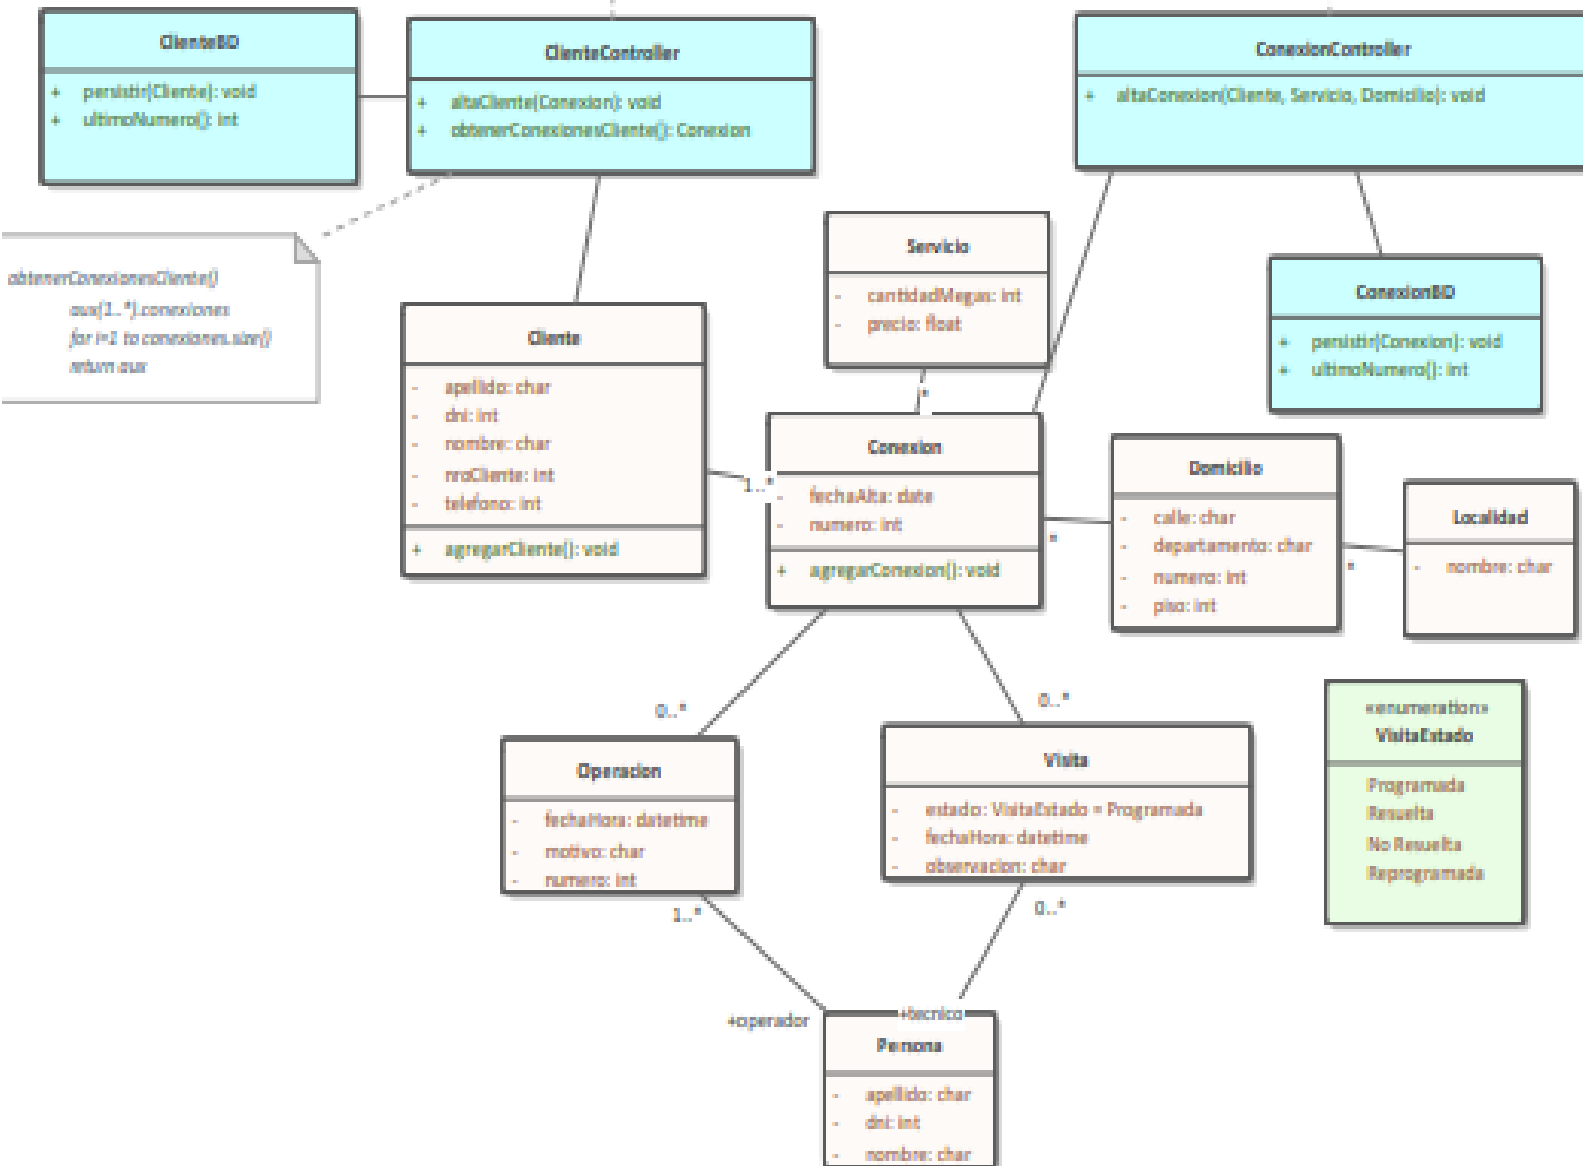 ClienteBD
+ persistir(Cliente): void
+ ultimoNumero(): int
ClienteController
+ altaCliente(Conexion): void
+ obtenerConexionesCliente(): Conexion
ConexionController
+ altaConexion(Cliente, Servicio, Domicilio): void
obtenerConexionesCliente()
aux(1..*).conexiones
for i=1 to conexiones.size()
return aux
Servicio
- cantidadMegas: int
- precio: float
*
ConexionBD
+ persistir(Conexion): void
+ ultimoNumero(): int
Cliente
- apellido: char
- dni: int
- nombre: char
- nroCliente: int
- telefono: int
+ agregarCliente(): void
1..*
Conexion
- fechaAlta: date
- numero: int
+ agregarConexion(): void
*
Domicilio
- calle: char
- departamento: char
- numero: int
- piso: int
*
Localidad
- nombre: char
0..*
0..*
Operacion
- fechaHora: datetime
- motivo: char
- numero: int
1..*
Visita
- estado: VisitaEstado = Programada
- fechaHora: datetime
- observacion: char
0..*
«enumeration»
VisitaEstado
Programada
Resuelta
No Resuelta
Reprogramada
+operador
+tecnico
Persona
- apellido: char
- dni: int
- nombre: char